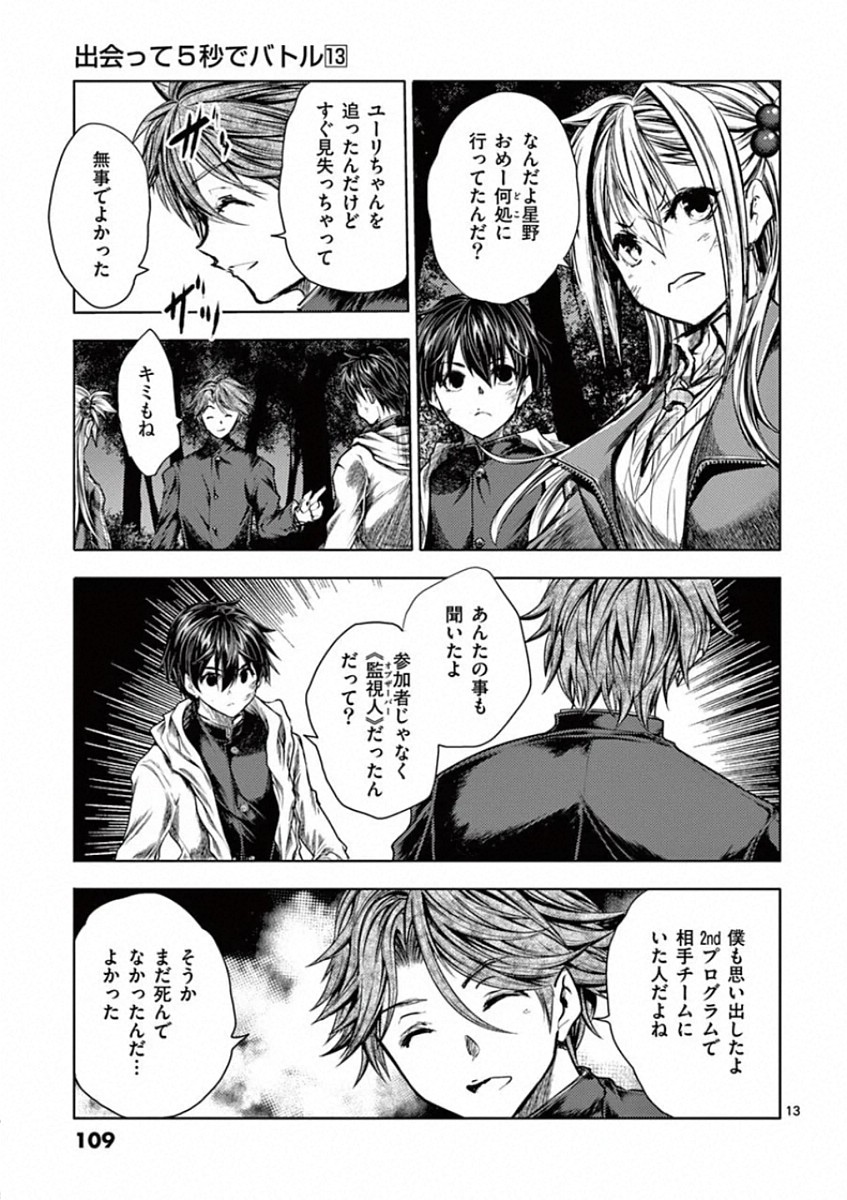 出会って5秒でバトル13
なんだよ星野
おめー何処に
どこ
行ってたんだ?
ユーリちゃんを
追ったんだけど
すぐ見失っちゃって
無事でよかった
ザッ
ザッ
キミもね
あんたの事も
聞いたよ
参加者じゃなく
《監視人》だったん
オブザーバー
だって?
僕も思い出したよ
2ndプログラムで
相手チームに
いた人だよね
そうか
まだ死んで
なかったんだ…
よかった
13
109